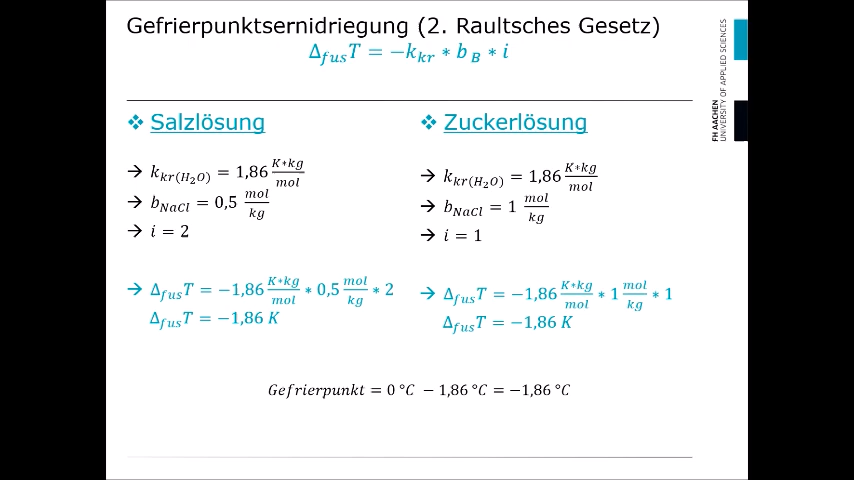 Gefrierpunktsernidriegung (2. Raultsches Gesetz)
Δ_fus T = −k_kr ∗ b_B ∗ i
FH AACHEN
UNIVERSITY OF APPLIED SCIENCES
❖ Salzlösung
→ k_kr(H₂O) = 1,86 K∗kg/mol
→ b_NaCl = 0,5 mol/kg
→ i = 2
→ Δ_fus T = −1,86 K∗kg/mol ∗ 0,5 mol/kg ∗ 2
Δ_fus T = −1,86 K
❖ Zuckerlösung
→ k_kr(H₂O) = 1,86 K∗kg/mol
→ b_NaCl = 1 mol/kg
→ i = 1
→ Δ_fus T = −1,86 K∗kg/mol ∗ 1 mol/kg ∗ 1
Δ_fus T = −1,86 K
Gefrierpunkt = 0 °C − 1,86 °C = −1,86 °C